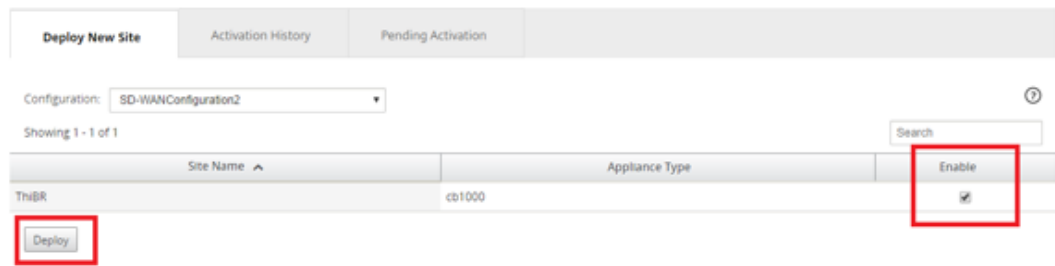 Deploy New Site Activation History Pending Activation
Configuration: SD-WANConfiguration2
Showing 1 - 1 of 1 Search
Site Name Appliance Type Enable
ThiBR cb1000
Deploy